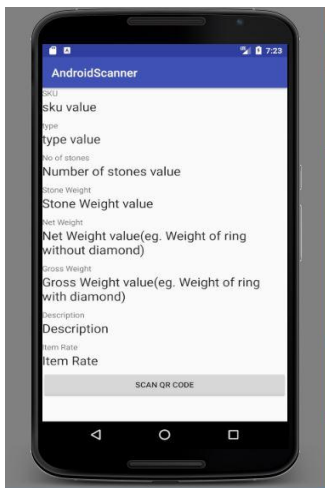 7:23
AndroidScanner
SKU
sku value
type
type value
No of stones
Number of stones value
Stone Weight
Stone Weight value
Net Weight
Net Weight value(eg. Weight of ring
without diamond)
Gross Weight
Gross Weight value(eg. Weight of ring
with diamond)
Description
Description
Item Rate
Item Rate
SCAN QR CODE